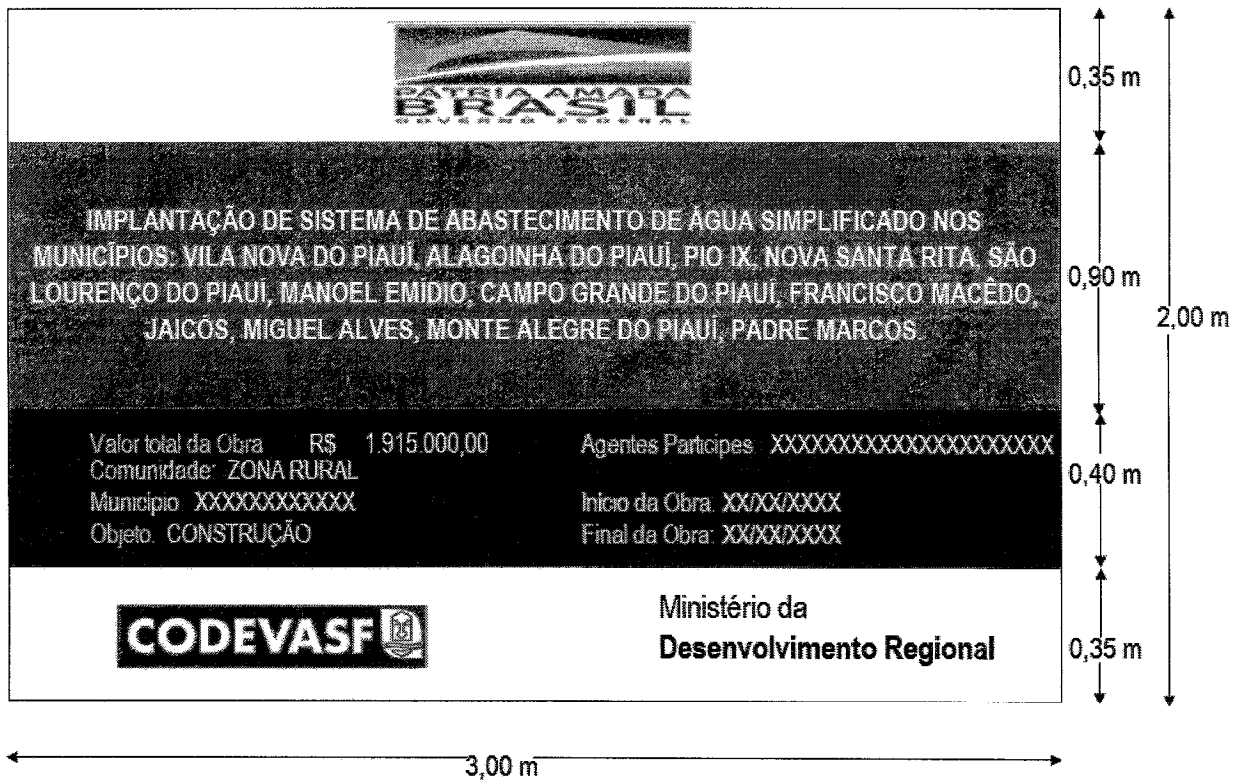 PÁTRIA AMADA
BRASIL
GOVERNO FEDERAL
0,35 m
IMPLANTAÇÃO DE SISTEMA DE ABASTECIMENTO DE ÁGUA SIMPLIFICADO NOS
MUNICÍPIOS: VILA NOVA DO PIAUÍ, ALAGOINHA DO PIAUÍ, PIO IX, NOVA SANTA RITA, SÃO
LOURENÇO DO PIAUÍ, MANOEL EMÍDIO, CAMPO GRANDE DO PIAUÍ, FRANCISCO MACÊDO,
JAICÓS, MIGUEL ALVES, MONTE ALEGRE DO PIAUÍ, PADRE MARCOS.
0,90 m
2,00 m
Valor total da Obra R$ 1.915.000,00
Comunidade: ZONA RURAL
Município: XXXXXXXXXXXX
Objeto: CONSTRUÇÃO
Agentes Partícipes: XXXXXXXXXXXXXXXXXXXXX
Início da Obra: XX/XX/XXXX
Final da Obra: XX/XX/XXXX
0,40 m
CODEVASF
Ministério da
Desenvolvimento Regional
0,35 m
3,00 m